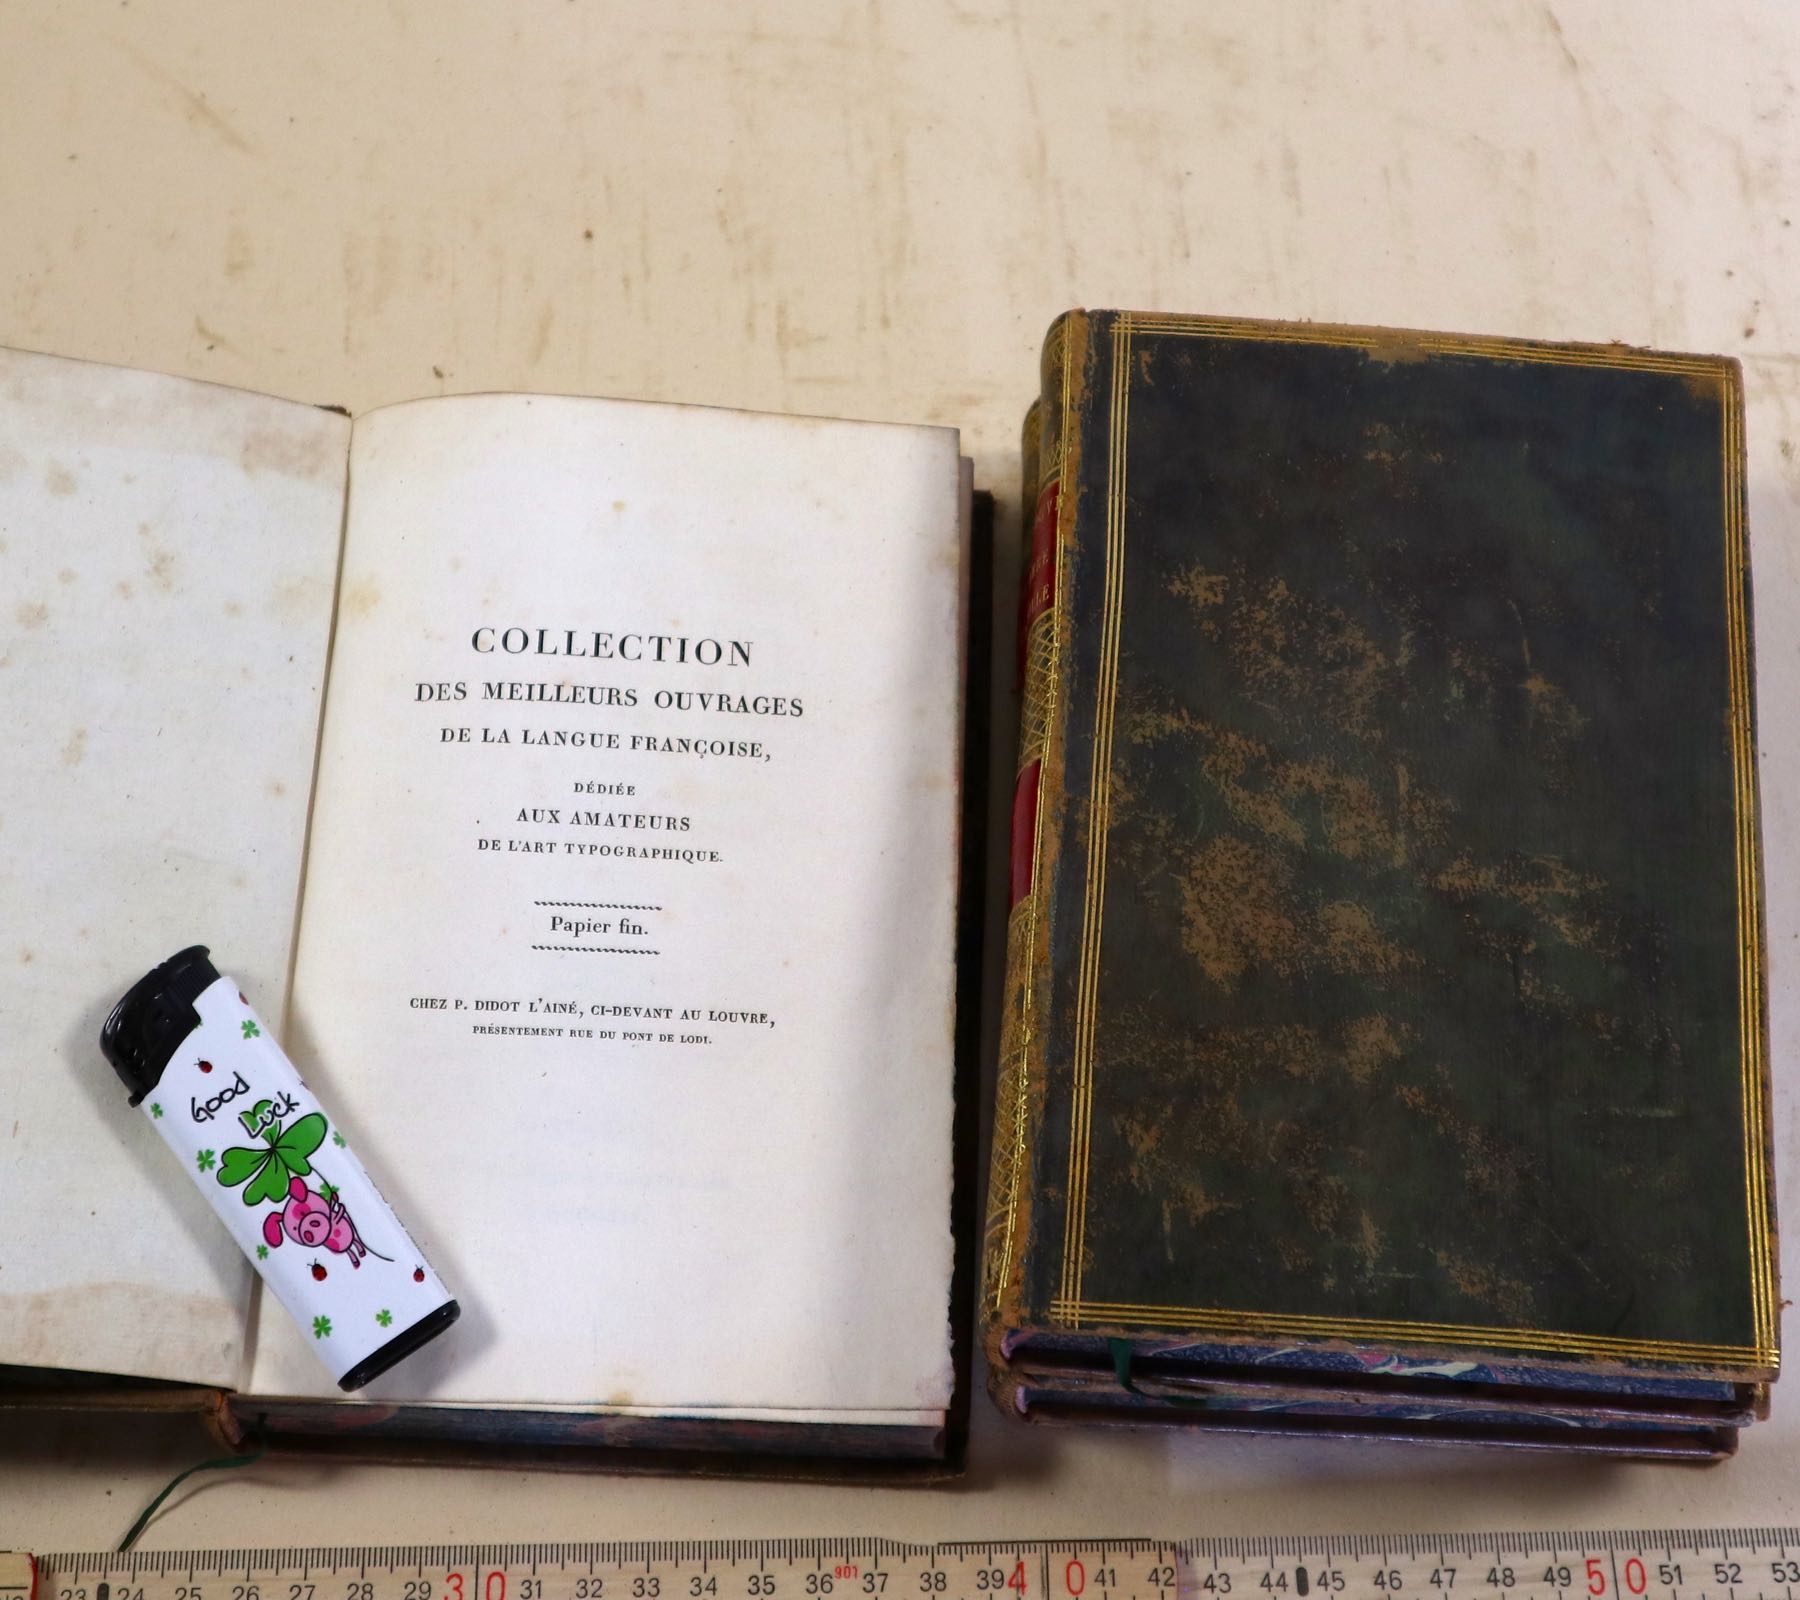 COLLECTION
DES MEILLEURS OUVRAGES
DE LA LANGUE FRANÇOISE,
DÉDIÉE
AUX AMATEURS
DE L'ART TYPOGRAPHIQUE.
Papier fin.
CHEZ P. DIDOT L'AINÉ, CI-DEVANT AU LOUVRE,
PRÉSENTEMENT RUE DU PONT DE LODI.
Good
Luck
23 24 25 26 27 28 29 30 31 32 33 34 35 36 901 37 38 39 40 41 42 43 44 45 46 47 48 49 50 51 52 53